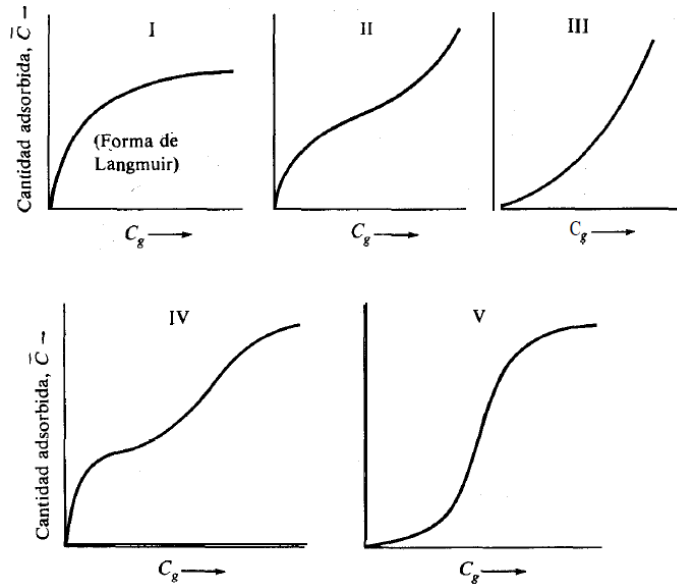 I
II
III
Cantidad adsorbida, C̄ →
(Forma de
Langmuir)
C_g →
C_g →
C_g →
IV
V
Cantidad adsorbida, C̄ →
C_g →
C_g →